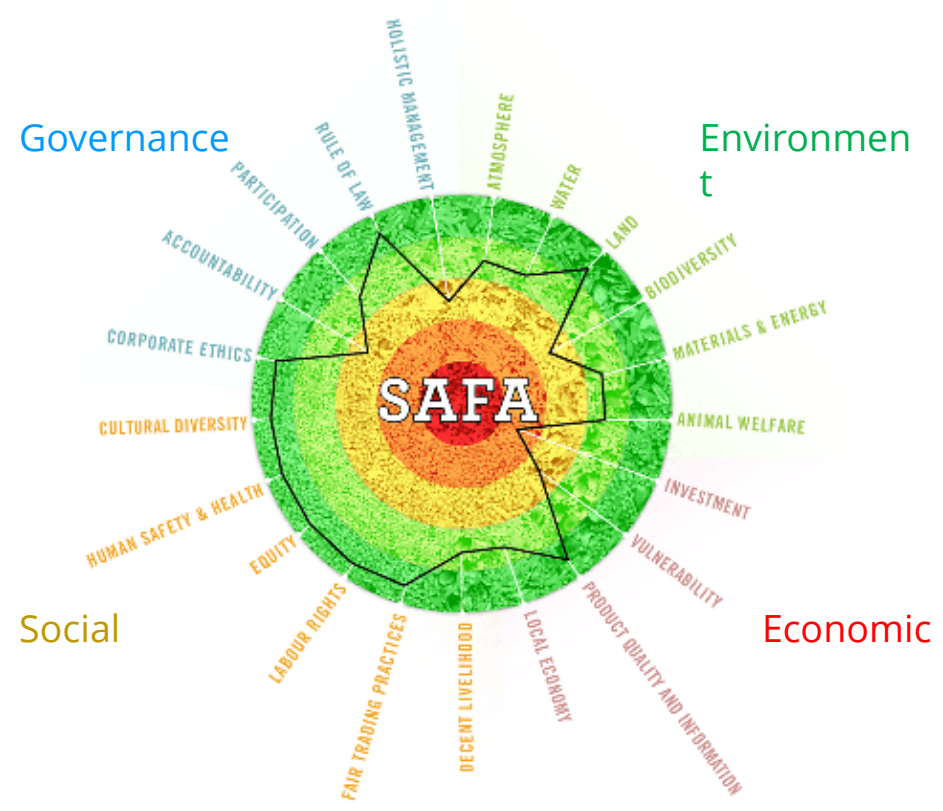 Governance
Environmen
t
HOLISTIC MANAGEMENT
RULE OF LAW
PARTICIPATION
ACCOUNTABILITY
CORPORATE ETHICS
ATMOSPHERE
WATER
LAND
BIODIVERSITY
MATERIALS & ENERGY
ANIMAL WELFARE
SAFA
CULTURAL DIVERSITY
HUMAN SAFETY & HEALTH
EQUITY
LABOUR RIGHTS
FAIR TRADING PRACTICES
DECENT LIVELIHOOD
INVESTMENT
VULNERABILITY
PRODUCT QUALITY AND INFORMATION
LOCAL ECONOMY
Social
Economic